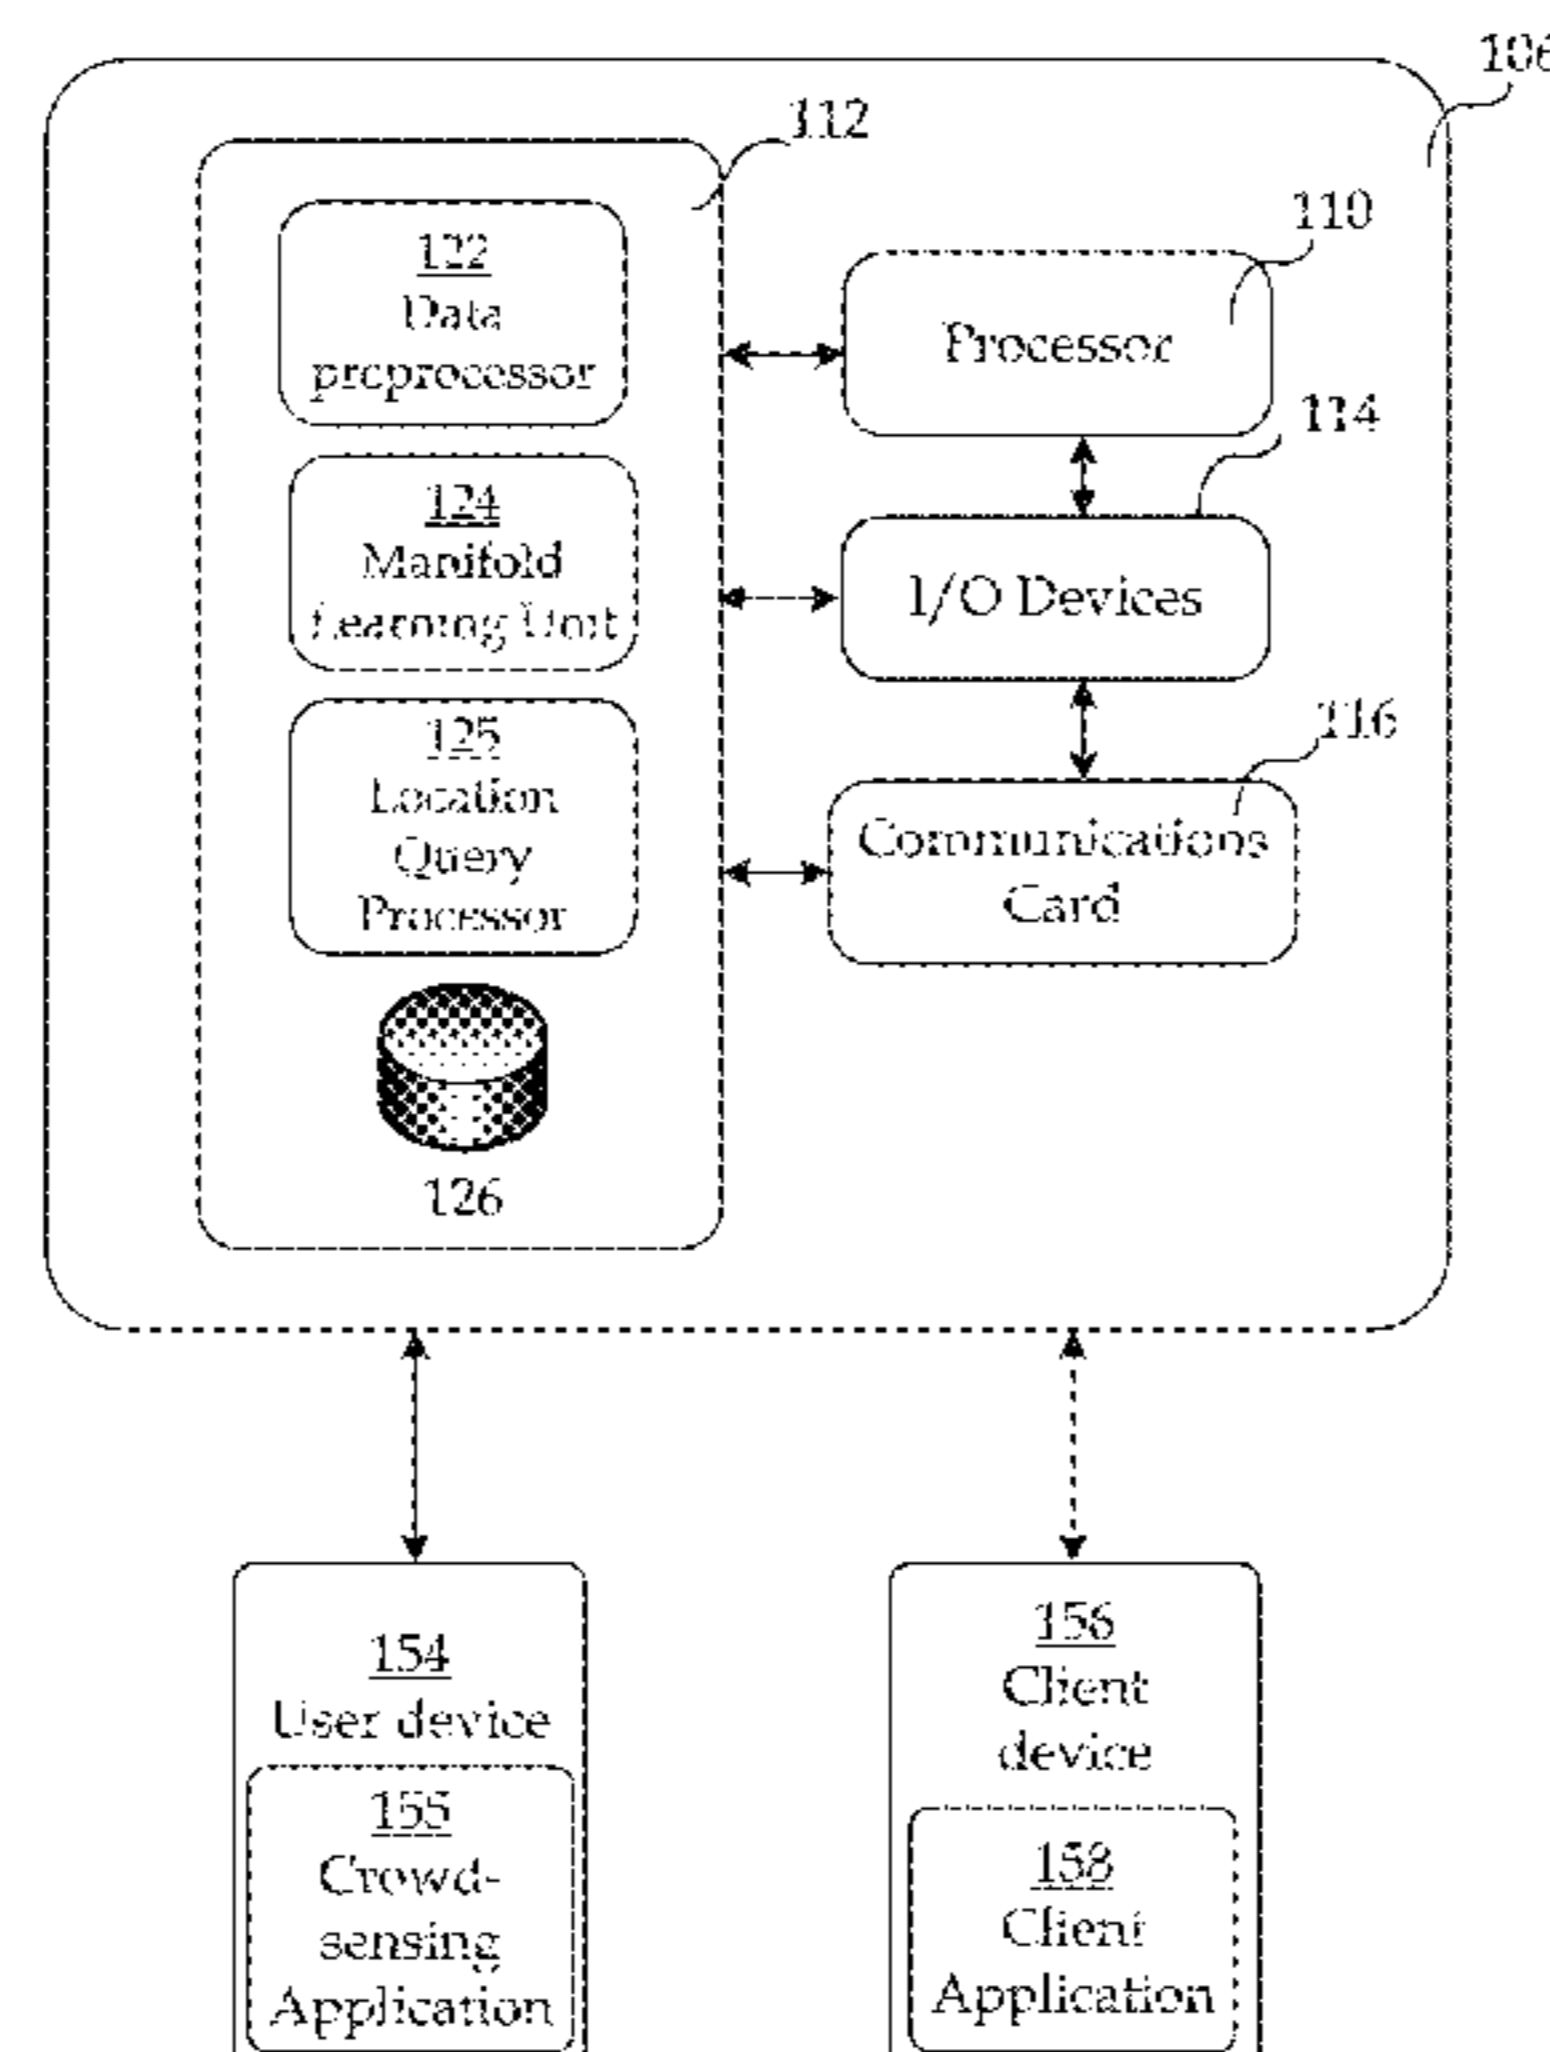 106
112
110
122
Data
preprocessor
Processor
114
124
Manifold
Learning Unit
I/O Devices
116
125
Location
Query
Processor
Communications
Card
126
154
User device
155
Crowd-
sensing
Application
156
Client
device
158
Client
Application